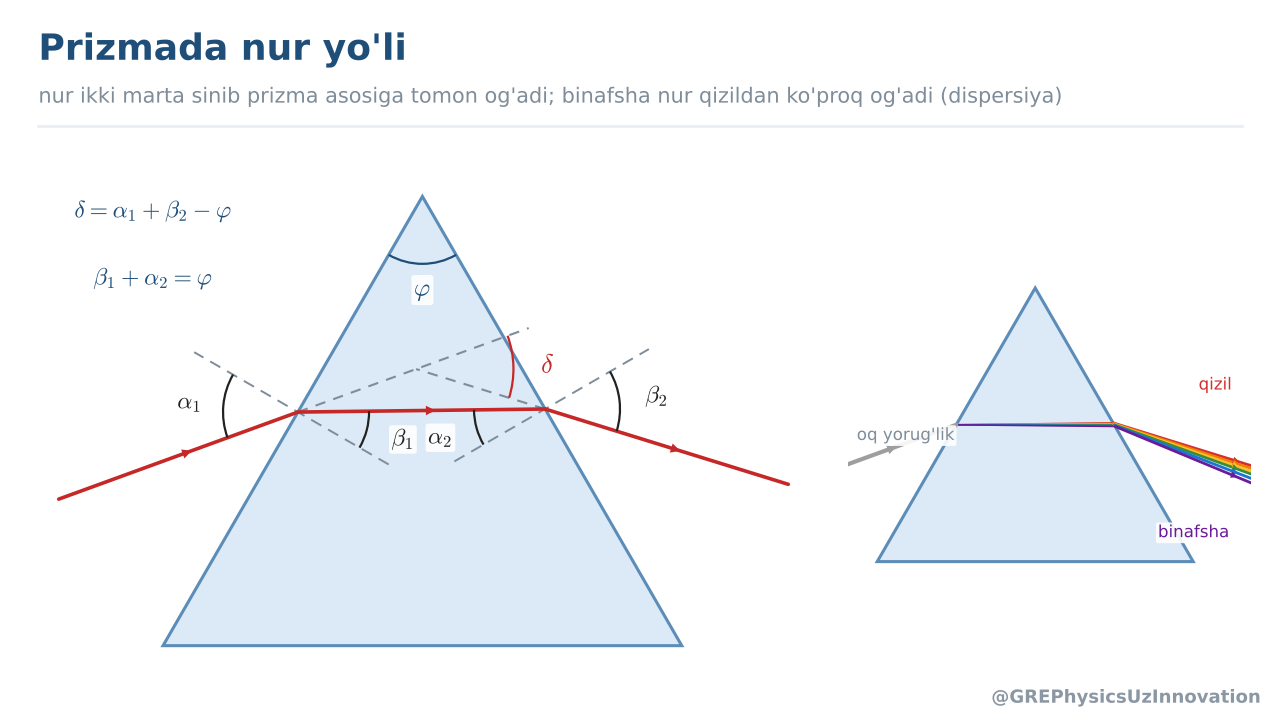 Prizmada nur yo'li
nur ikki marta sinib prizma asosiga tomon og'adi; binafsha nur qizildan ko'proq og'adi (dispersiya)
δ = α₁ + β₂ − φ
β₁ + α₂ = φ
φ
δ
α₁
β₂
β₁
α₂
qizil
oq yorug'lik
binafsha
@GREPhysicsUzInnovation